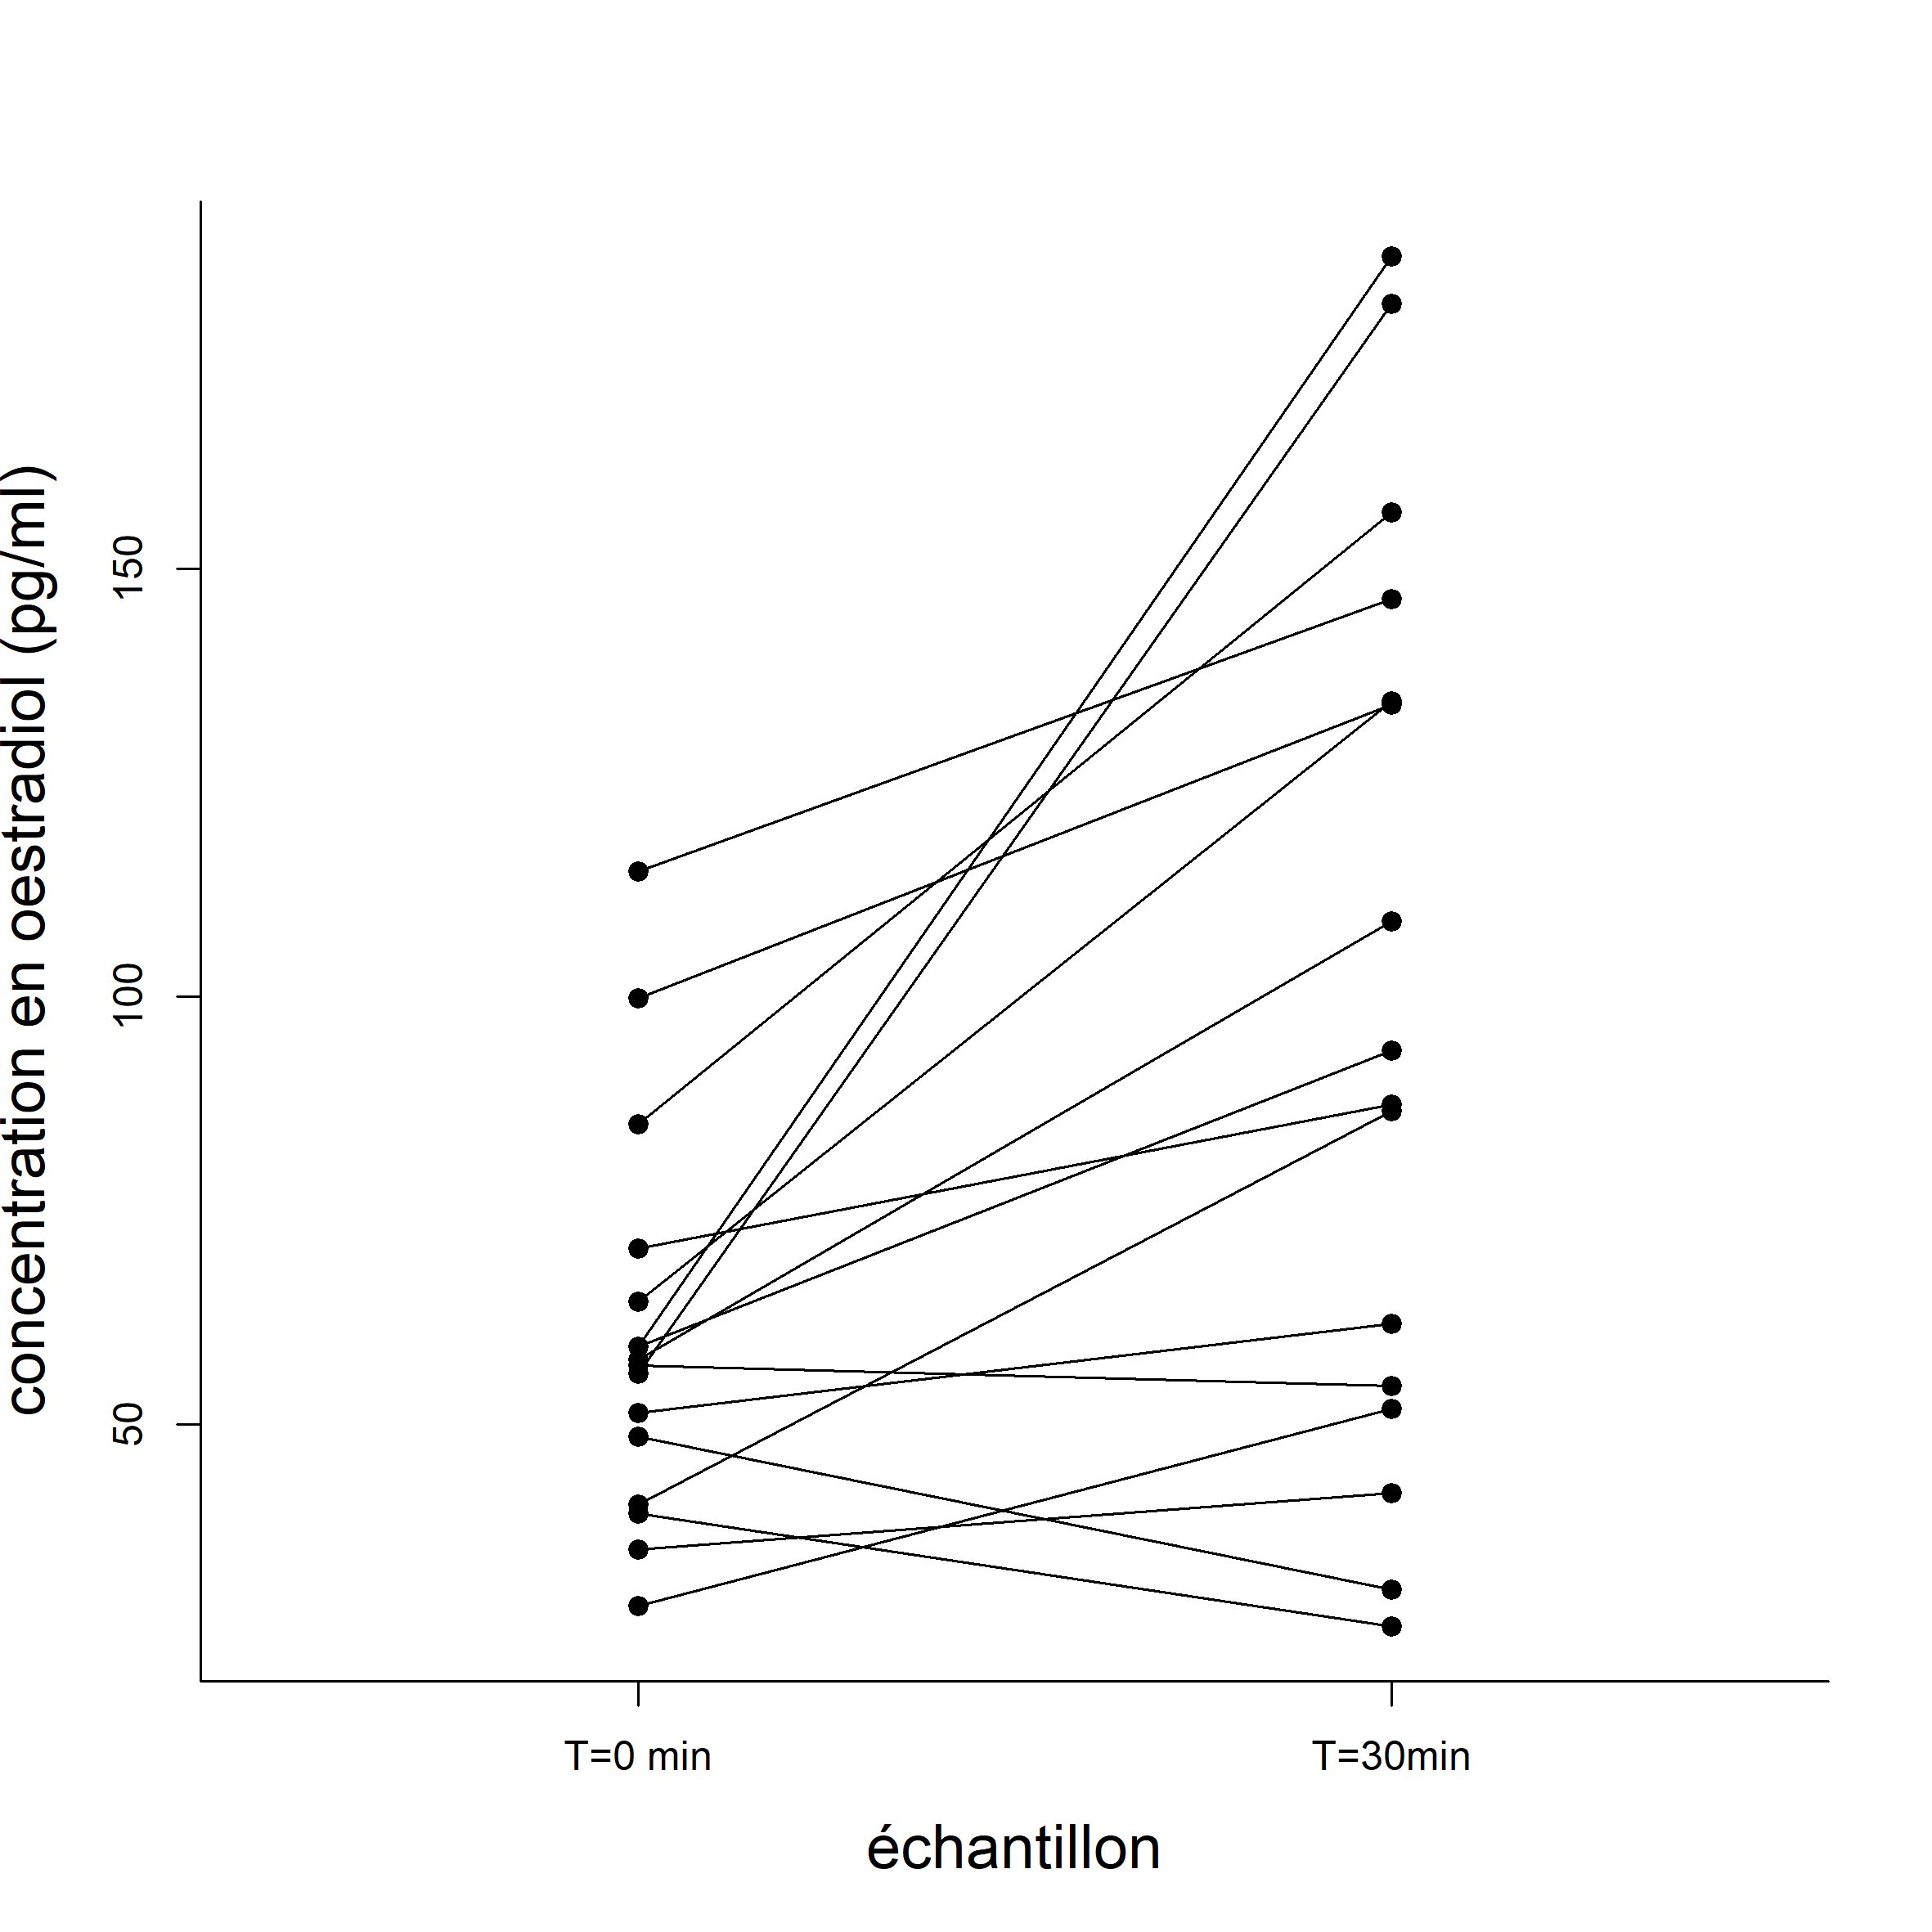 concentration en oestradiol (pg/ml)
150
100
50
T=0 min
T=30min
échantillon